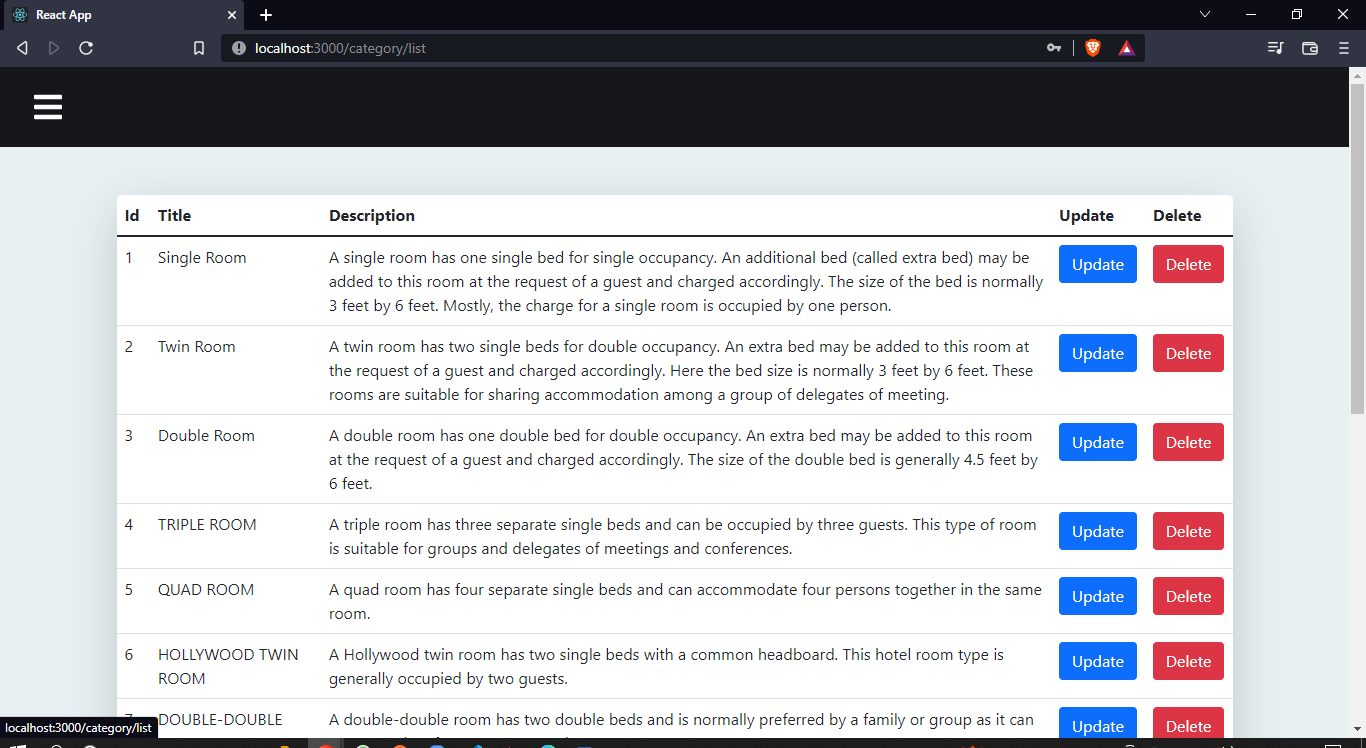 React App
localhost:3000/category/list
Id Title Description Update Delete
1 Single Room A single room has one single bed for single occupancy. An additional bed (called extra bed) may be Update Delete
added to this room at the request of a guest and charged accordingly. The size of the bed is normally
3 feet by 6 feet. Mostly, the charge for a single room is occupied by one person.
2 Twin Room A twin room has two single beds for double occupancy. An extra bed may be added to this room at Update Delete
the request of a guest and charged accordingly. Here the bed size is normally 3 feet by 6 feet. These
rooms are suitable for sharing accommodation among a group of delegates of meeting.
3 Double Room A double room has one double bed for double occupancy. An extra bed may be added to this room Update Delete
at the request of a guest and charged accordingly. The size of the double bed is generally 4.5 feet by
6 feet.
4 TRIPLE ROOM A triple room has three separate single beds and can be occupied by three guests. This type of room Update Delete
is suitable for groups and delegates of meetings and conferences.
5 QUAD ROOM A quad room has four separate single beds and can accommodate four persons together in the same Update Delete
room.
6 HOLLYWOOD TWIN A Hollywood twin room has two single beds with a common headboard. This hotel room type is Update Delete
ROOM generally occupied by two guests.
DOUBLE-DOUBLE A double-double room has two double beds and is normally preferred by a family or group as it can Update Delete
localhost:3000/category/list